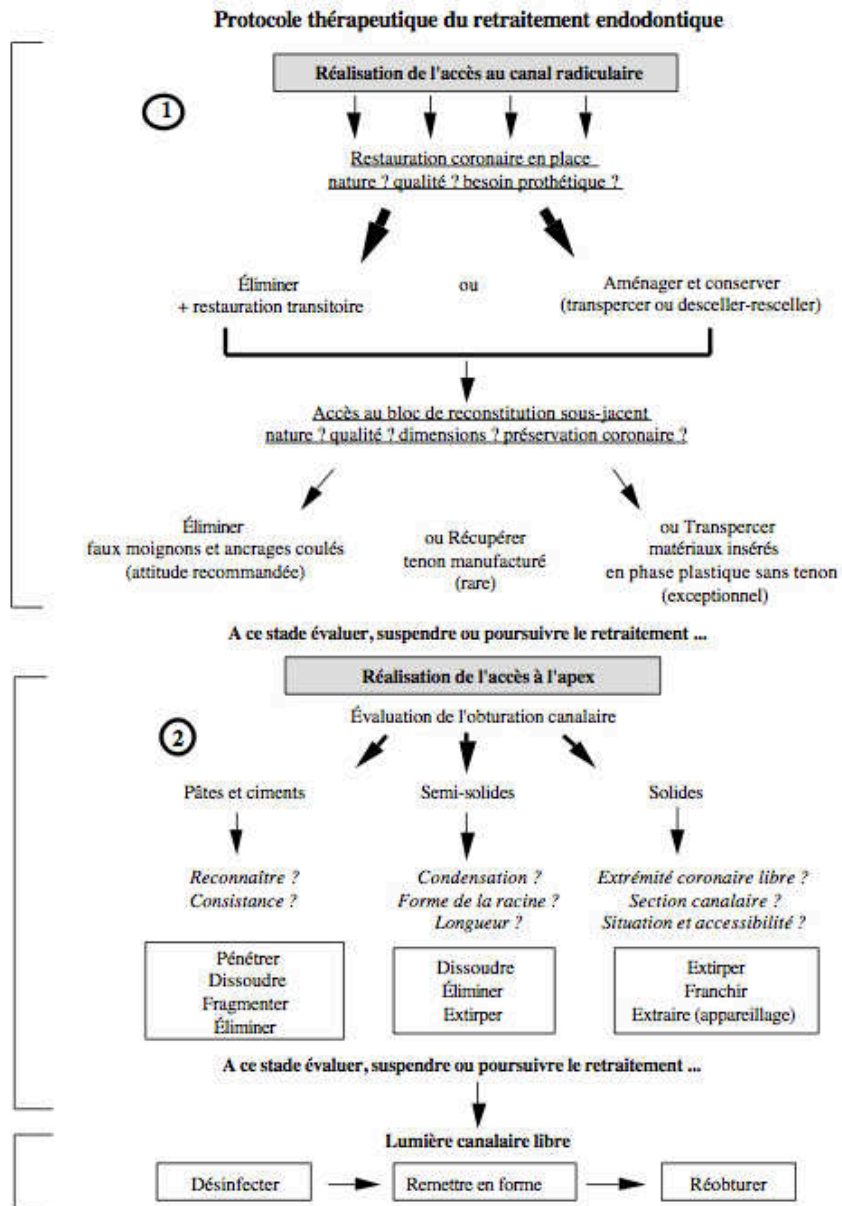 Protocole thérapeutique du retraitement endodontique
Réalisation de l'accès au canal radiculaire
1
Restauration coronaire en place
nature ? qualité ? besoin prothétique ?
Éliminer
+ restauration transitoire
ou
Aménager et conserver
(transpercer ou desceller-resceller)
Accès au bloc de reconstitution sous-jacent
nature ? qualité ? dimensions ? préservation coronaire ?
Éliminer
faux moignons et ancrages coulés
(attitude recommandée)
ou Récupérer
tenon manufacturé
(rare)
ou Transpercer
matériaux insérés
en phase plastique sans tenon
(exceptionnel)
A ce stade évaluer, suspendre ou poursuivre le retraitement ...
Réalisation de l'accès à l'apex
2
Évaluation de l'obturation canalaire
Pâtes et ciments
Semi-solides
Solides
Reconnaître ?
Consistance ?
Condensation ?
Forme de la racine ?
Longueur ?
Extrémité coronaire libre ?
Section canalaire ?
Situation et accessibilité ?
Pénétrer
Dissoudre
Fragmenter
Éliminer
Dissoudre
Éliminer
Extirper
Extirper
Franchir
Extraire (appareillage)
A ce stade évaluer, suspendre ou poursuivre le retraitement ...
Lumière canalaire libre
Désinfecter
Remettre en forme
Réobturer